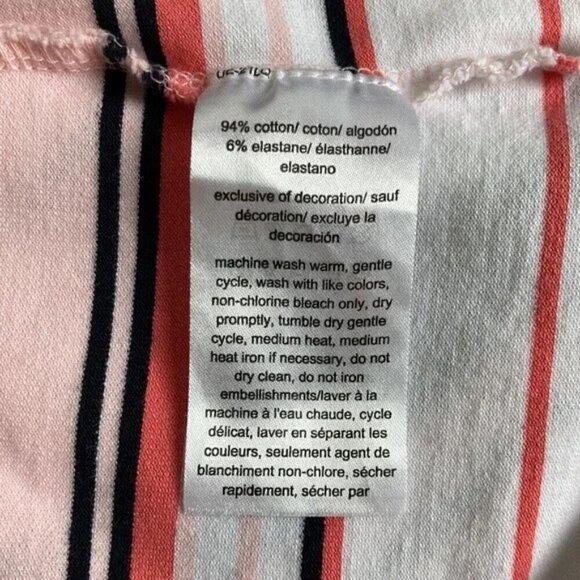 94% cotton/ coton/ algodón
6% elastane/ élasthanne/
elastano
exclusive of decoration/ sauf
décoration/ excluye la
decoración
machine wash warm, gentle
cycle, wash with like colors,
non-chlorine bleach only, dry
promptly, tumble dry gentle
cycle, medium heat, medium
heat iron if necessary, do not
dry clean, do not iron
embellishments/laver à la
machine à l'eau chaude, cycle
délicat, laver en séparant les
couleurs, seulement agent de
blanchiment non-chlore, sécher
rapidement, sécher par